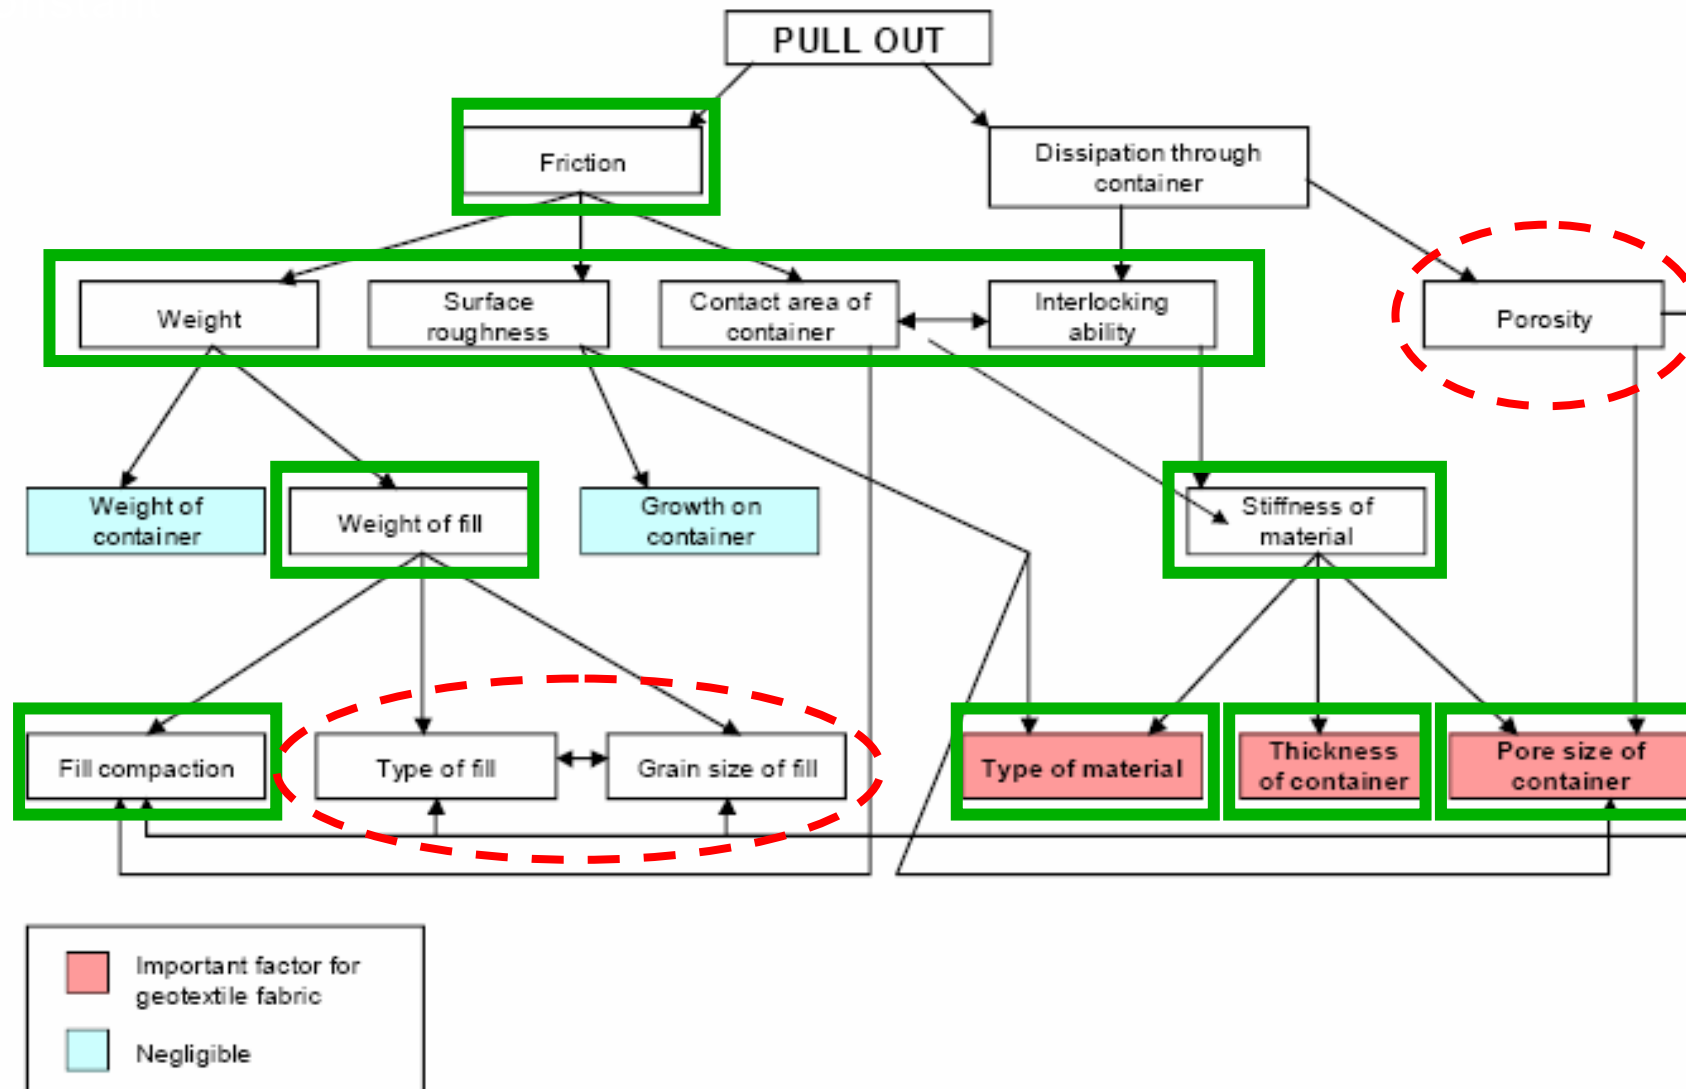 PULL OUT
Friction
Dissipation through
container
Weight
Surface
roughness
Contact area of
container
Interlocking
ability
Porosity
Weight of
container
Weight of fill
Growth on
container
Stiffness of
material
Fill compaction
Type of fill
Grain size of fill
Type of material
Thickness
of container
Pore size of
container
Important factor for
geotextile fabric
Negligible